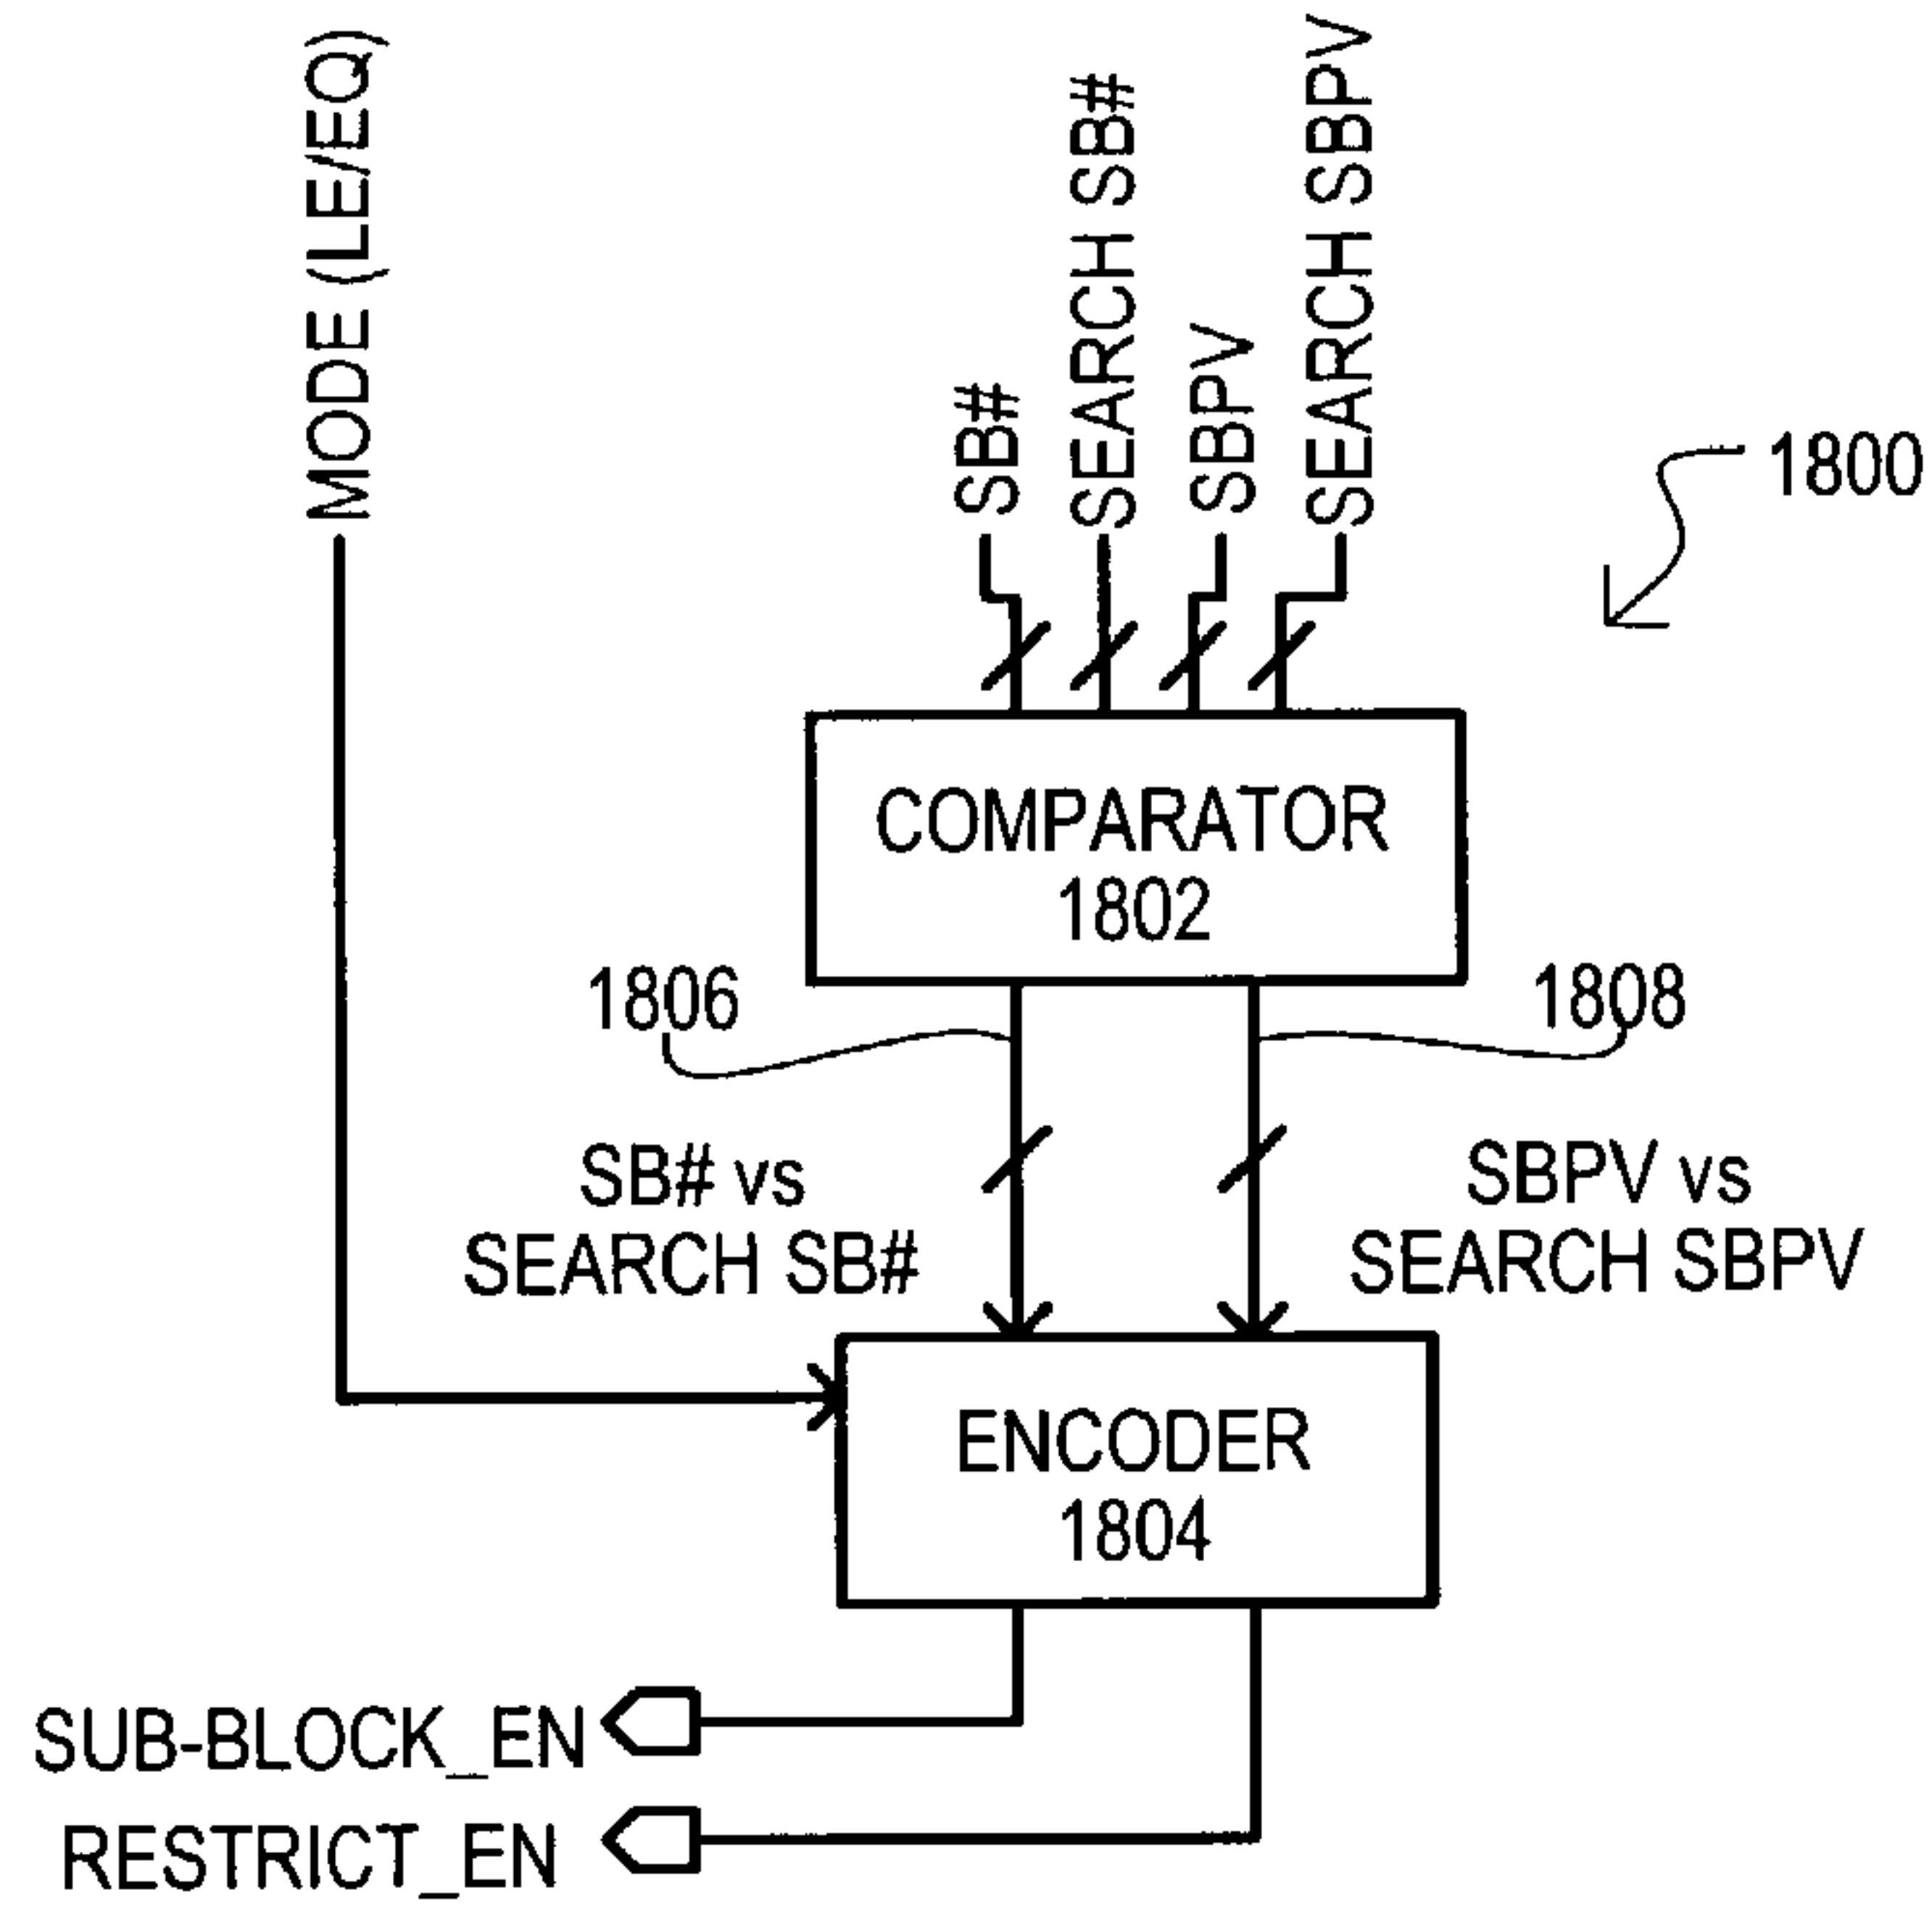 MODE (LE/EQ)
SB#
SEARCH SB#
SBPV
SEARCH SBPV
1800
COMPARATOR
1802
1806
1808
SB# vs
SEARCH SB#
SBPV vs
SEARCH SBPV
ENCODER
1804
SUB-BLOCK_EN
RESTRICT_EN